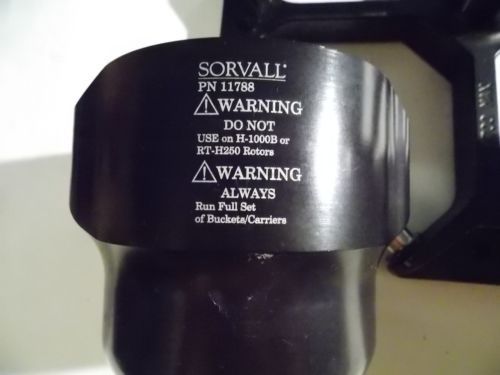 SORVALL®
PN 11788
⚠WARNING
DO NOT
USE on H-1000B or
RT-H250 Rotors
⚠WARNING
ALWAYS
Run Full Set
of Buckets/Carriers